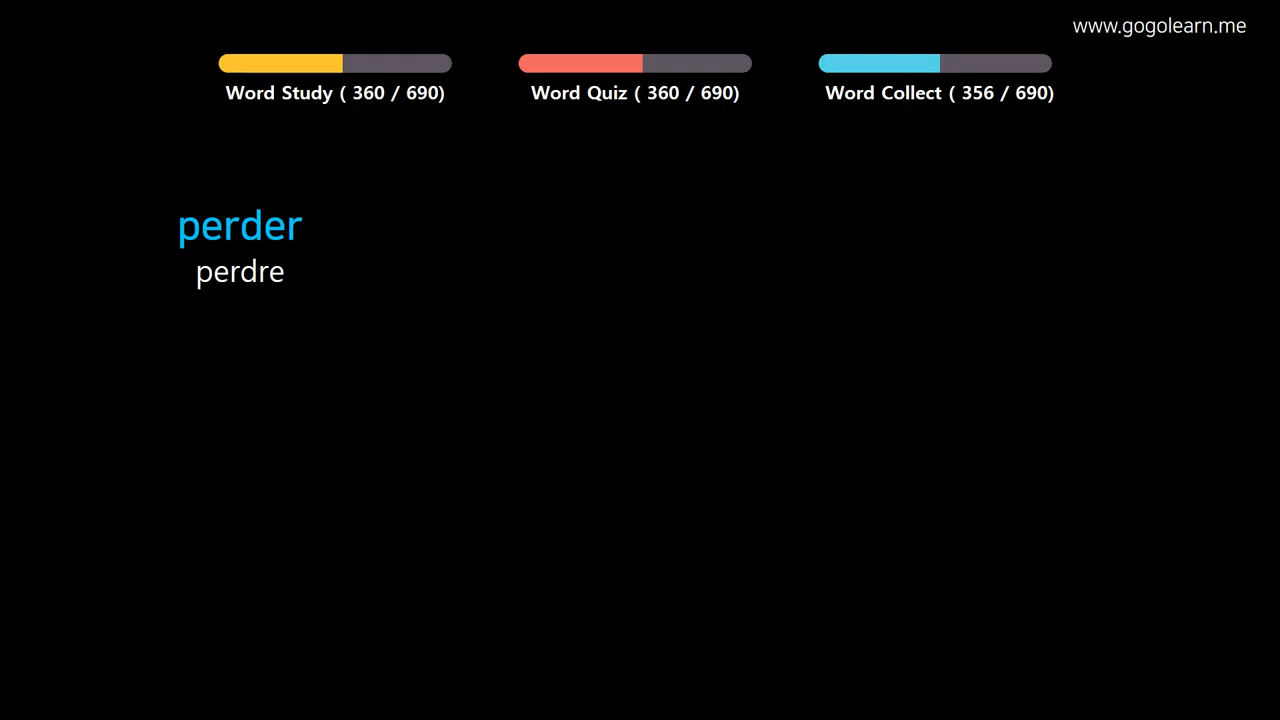 www.gogolearn.me
Word Study ( 360 / 690)
Word Quiz ( 360 / 690)
Word Collect ( 356 / 690)
perder
perdre